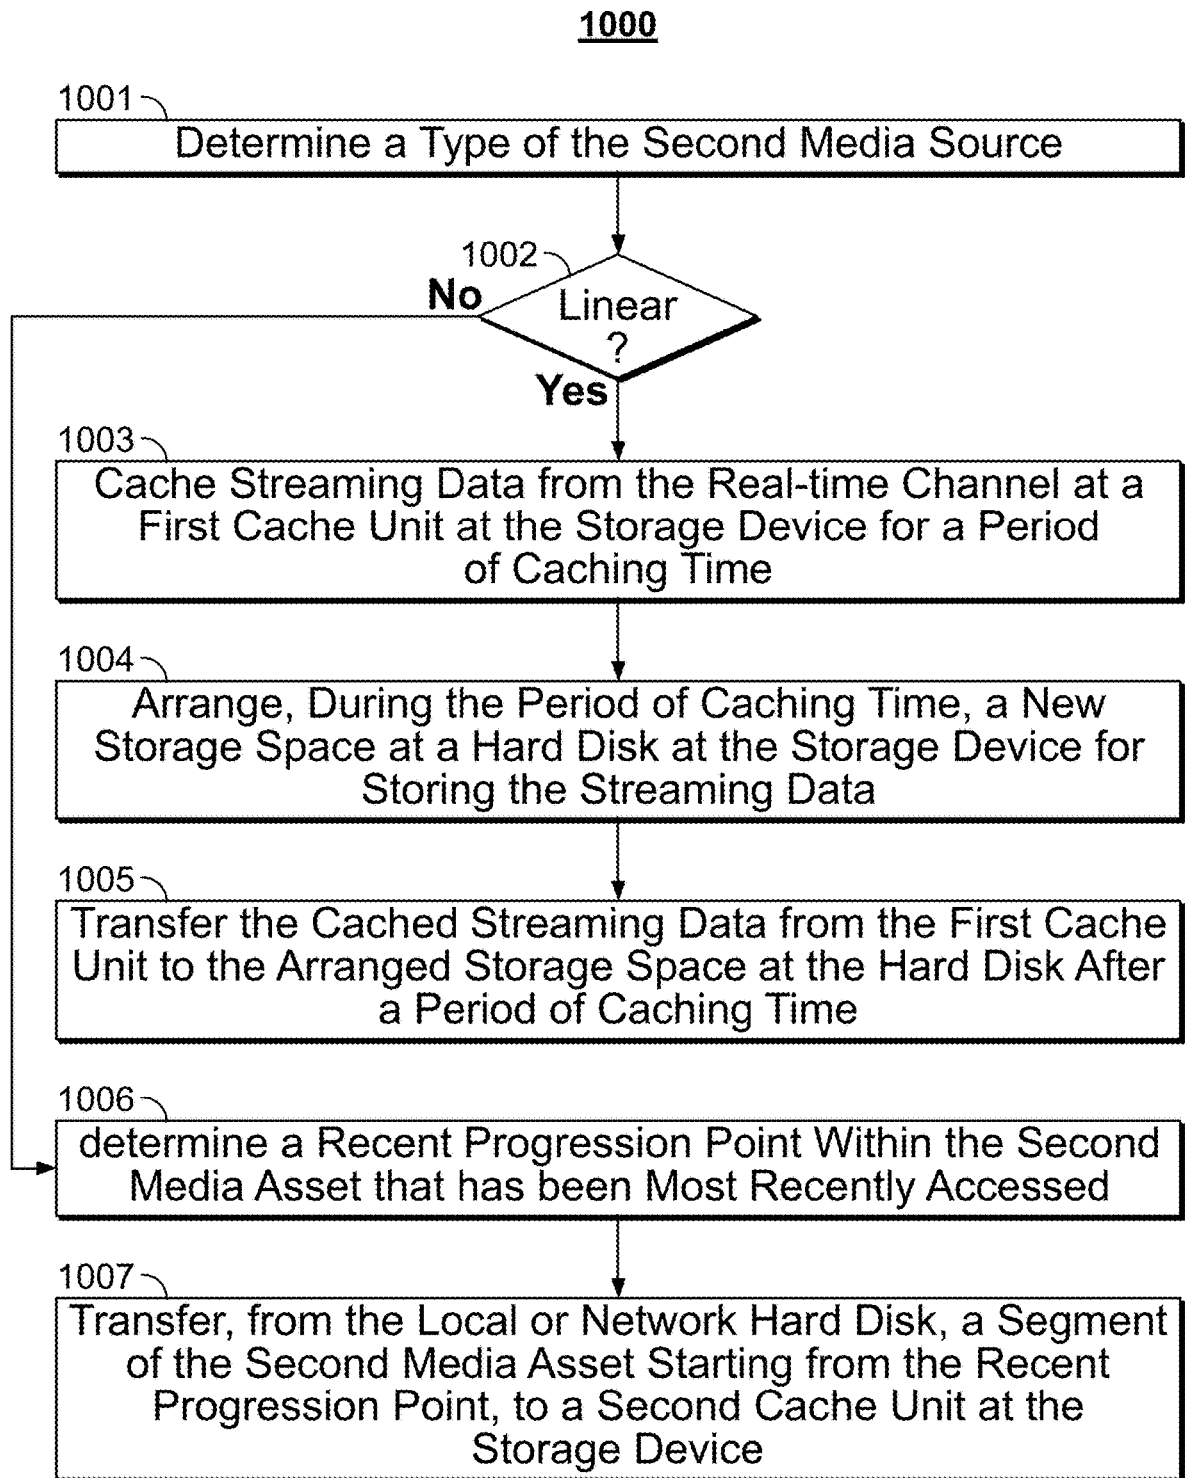 1000
1001
Determine a Type of the Second Media Source
1002
No
Linear
?
Yes
1003
Cache Streaming Data from the Real-time Channel at a
First Cache Unit at the Storage Device for a Period
of Caching Time
1004
Arrange, During the Period of Caching Time, a New
Storage Space at a Hard Disk at the Storage Device for
Storing the Streaming Data
1005
Transfer the Cached Streaming Data from the First Cache
Unit to the Arranged Storage Space at the Hard Disk After
a Period of Caching Time
1006
determine a Recent Progression Point Within the Second
Media Asset that has been Most Recently Accessed
1007
Transfer, from the Local or Network Hard Disk, a Segment
of the Second Media Asset Starting from the Recent
Progression Point, to a Second Cache Unit at the
Storage Device